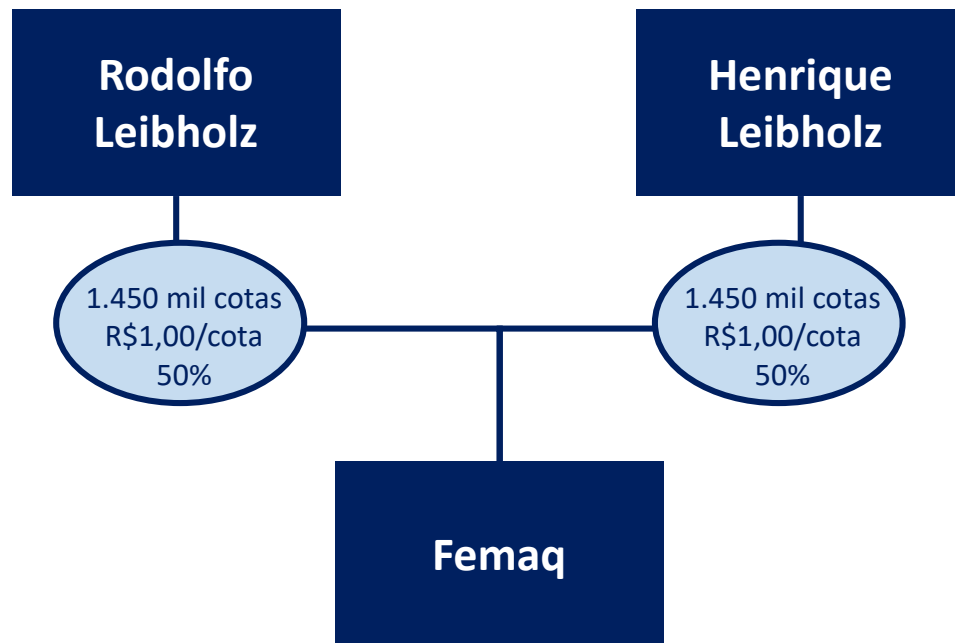 Rodolfo
Leibholz
Henrique
Leibholz
1.450 mil cotas
R$1,00/cota
50%
1.450 mil cotas
R$1,00/cota
50%
Femaq